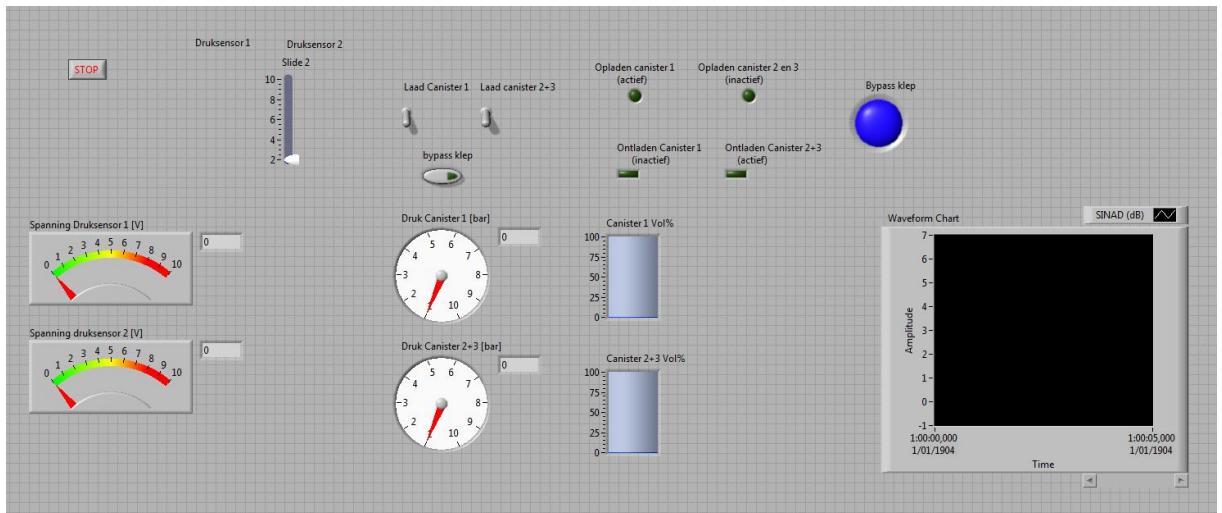 Druksensor 1
Druksensor 2
Slide 2
STOP
10
8
6
4
2
Laad Canister 1
Laad canister 2+3
bypass klep
Opladen canister 1
(actief)
Opladen canister 2 en 3
(inactief)
Bypass klep
Ontladen Canister 1
(inactief)
Ontladen Canister 2+3
(actief)
Spanning Druksensor 1 [V]
0 1 2 3 4 5 6 7 8 9 10
0
Druk Canister 1 [bar]
1 2 3 4 5 6 7 8 9 10
0
Canister 1 Vol%
100
75
50
25
0
Spanning druksensor 2 [V]
0 1 2 3 4 5 6 7 8 9 10
0
Druk Canister 2+3 [bar]
1 2 3 4 5 6 7 8 9 10
0
Canister 2+3 Vol%
100
75
50
25
0
Waveform Chart
SINAD (dB)
Amplitude
7
6
5
4
3
2
1
0
-1
1:00:00,000
1/01/1904
1:00:05,000
1/01/1904
Time